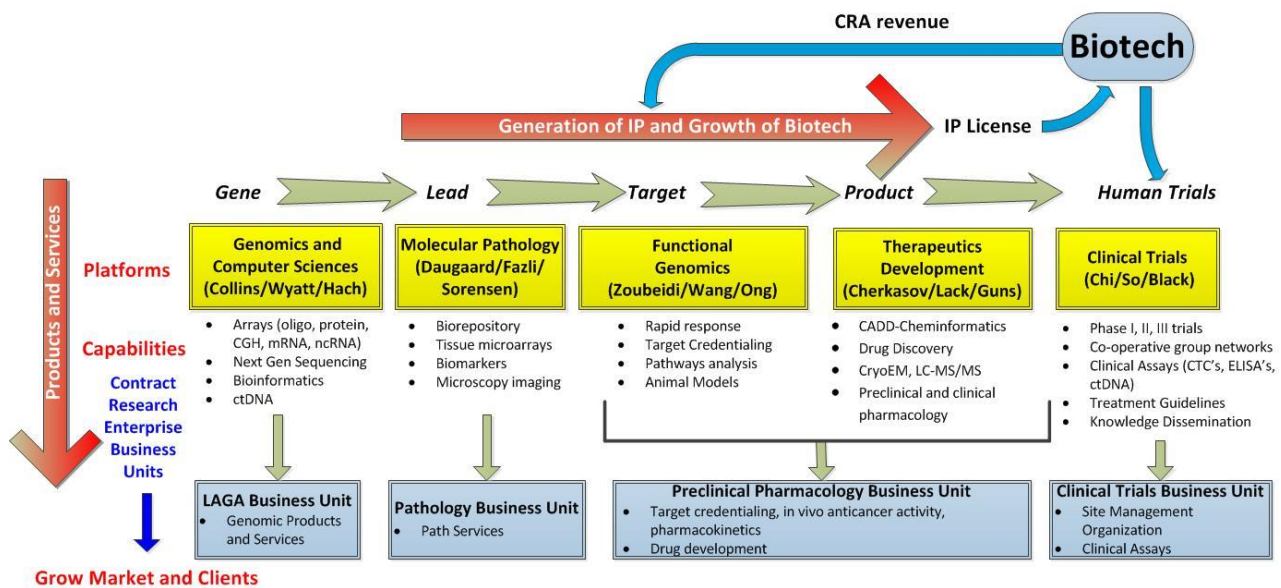 CRA revenue
Biotech
Generation of IP and Growth of Biotech
IP License
Products and Services
Gene
Lead
Target
Product
Human Trials
Platforms
Genomics and
Computer Sciences
(Collins/Wyatt/Hach)
Molecular Pathology
(Daugaard/Fazli/
Sorensen)
Functional
Genomics
(Zoubeidi/Wang/Ong)
Therapeutics
Development
(Cherkasov/Lack/Guns)
Clinical Trials
(Chi/So/Black)
Capabilities
• Arrays (oligo, protein,
CGH, mRNA, ncRNA)
• Next Gen Sequencing
• Bioinformatics
• ctDNA
• Biorepository
• Tissue microarrays
• Biomarkers
• Microscopy imaging
• Rapid response
• Target Credentialing
• Pathways analysis
• Animal Models
• CADD-Cheminformatics
• Drug Discovery
• CryoEM, LC-MS/MS
• Preclinical and clinical
pharmacology
• Phase I, II, III trials
• Co-operative group networks
• Clinical Assays (CTC's, ELISA's,
ctDNA)
• Treatment Guidelines
• Knowledge Dissemination
Contract
Research
Enterprise
Business
Units
LAGA Business Unit
• Genomic Products
and Services
Pathology Business Unit
• Path Services
Preclinical Pharmacology Business Unit
• Target credentialing, in vivo anticancer activity,
pharmacokinetics
• Drug development
Clinical Trials Business Unit
• Site Management
Organization
• Clinical Assays
Grow Market and Clients